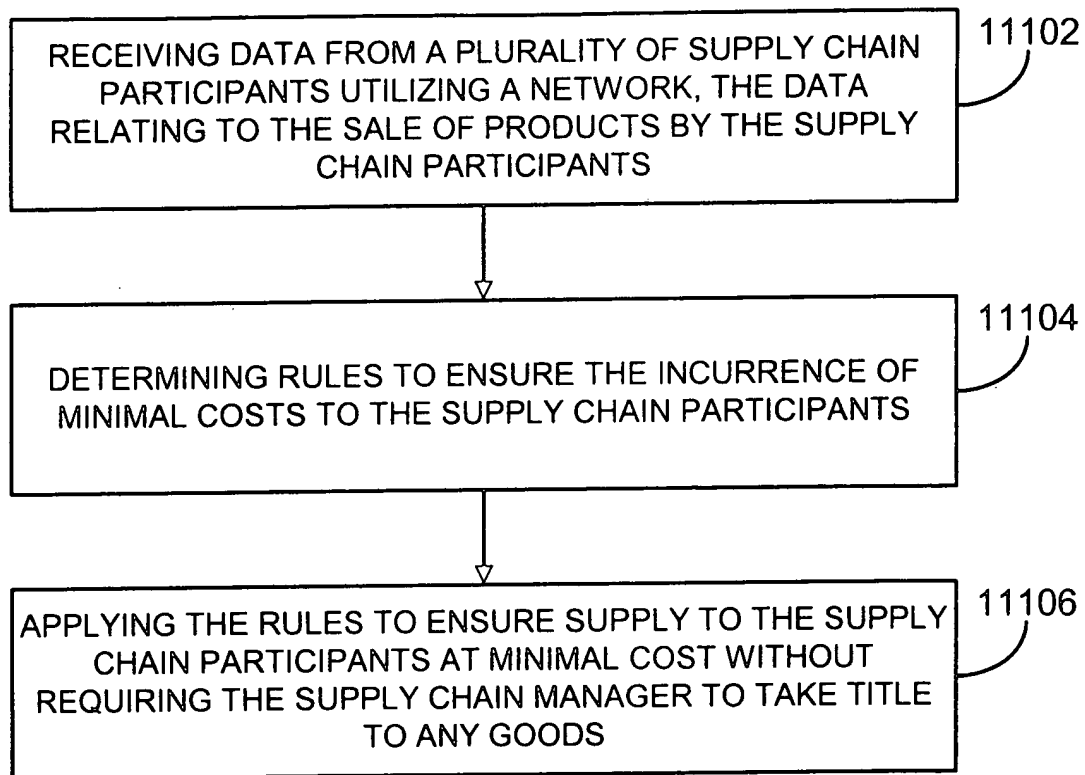 RECEIVING DATA FROM A PLURALITY OF SUPPLY CHAIN
PARTICIPANTS UTILIZING A NETWORK, THE DATA
RELATING TO THE SALE OF PRODUCTS BY THE SUPPLY
CHAIN PARTICIPANTS
11102
DETERMINING RULES TO ENSURE THE INCURRENCE OF
MINIMAL COSTS TO THE SUPPLY CHAIN PARTICIPANTS
11104
APPLYING THE RULES TO ENSURE SUPPLY TO THE SUPPLY
CHAIN PARTICIPANTS AT MINIMAL COST WITHOUT
REQUIRING THE SUPPLY CHAIN MANAGER TO TAKE TITLE
TO ANY GOODS
11106